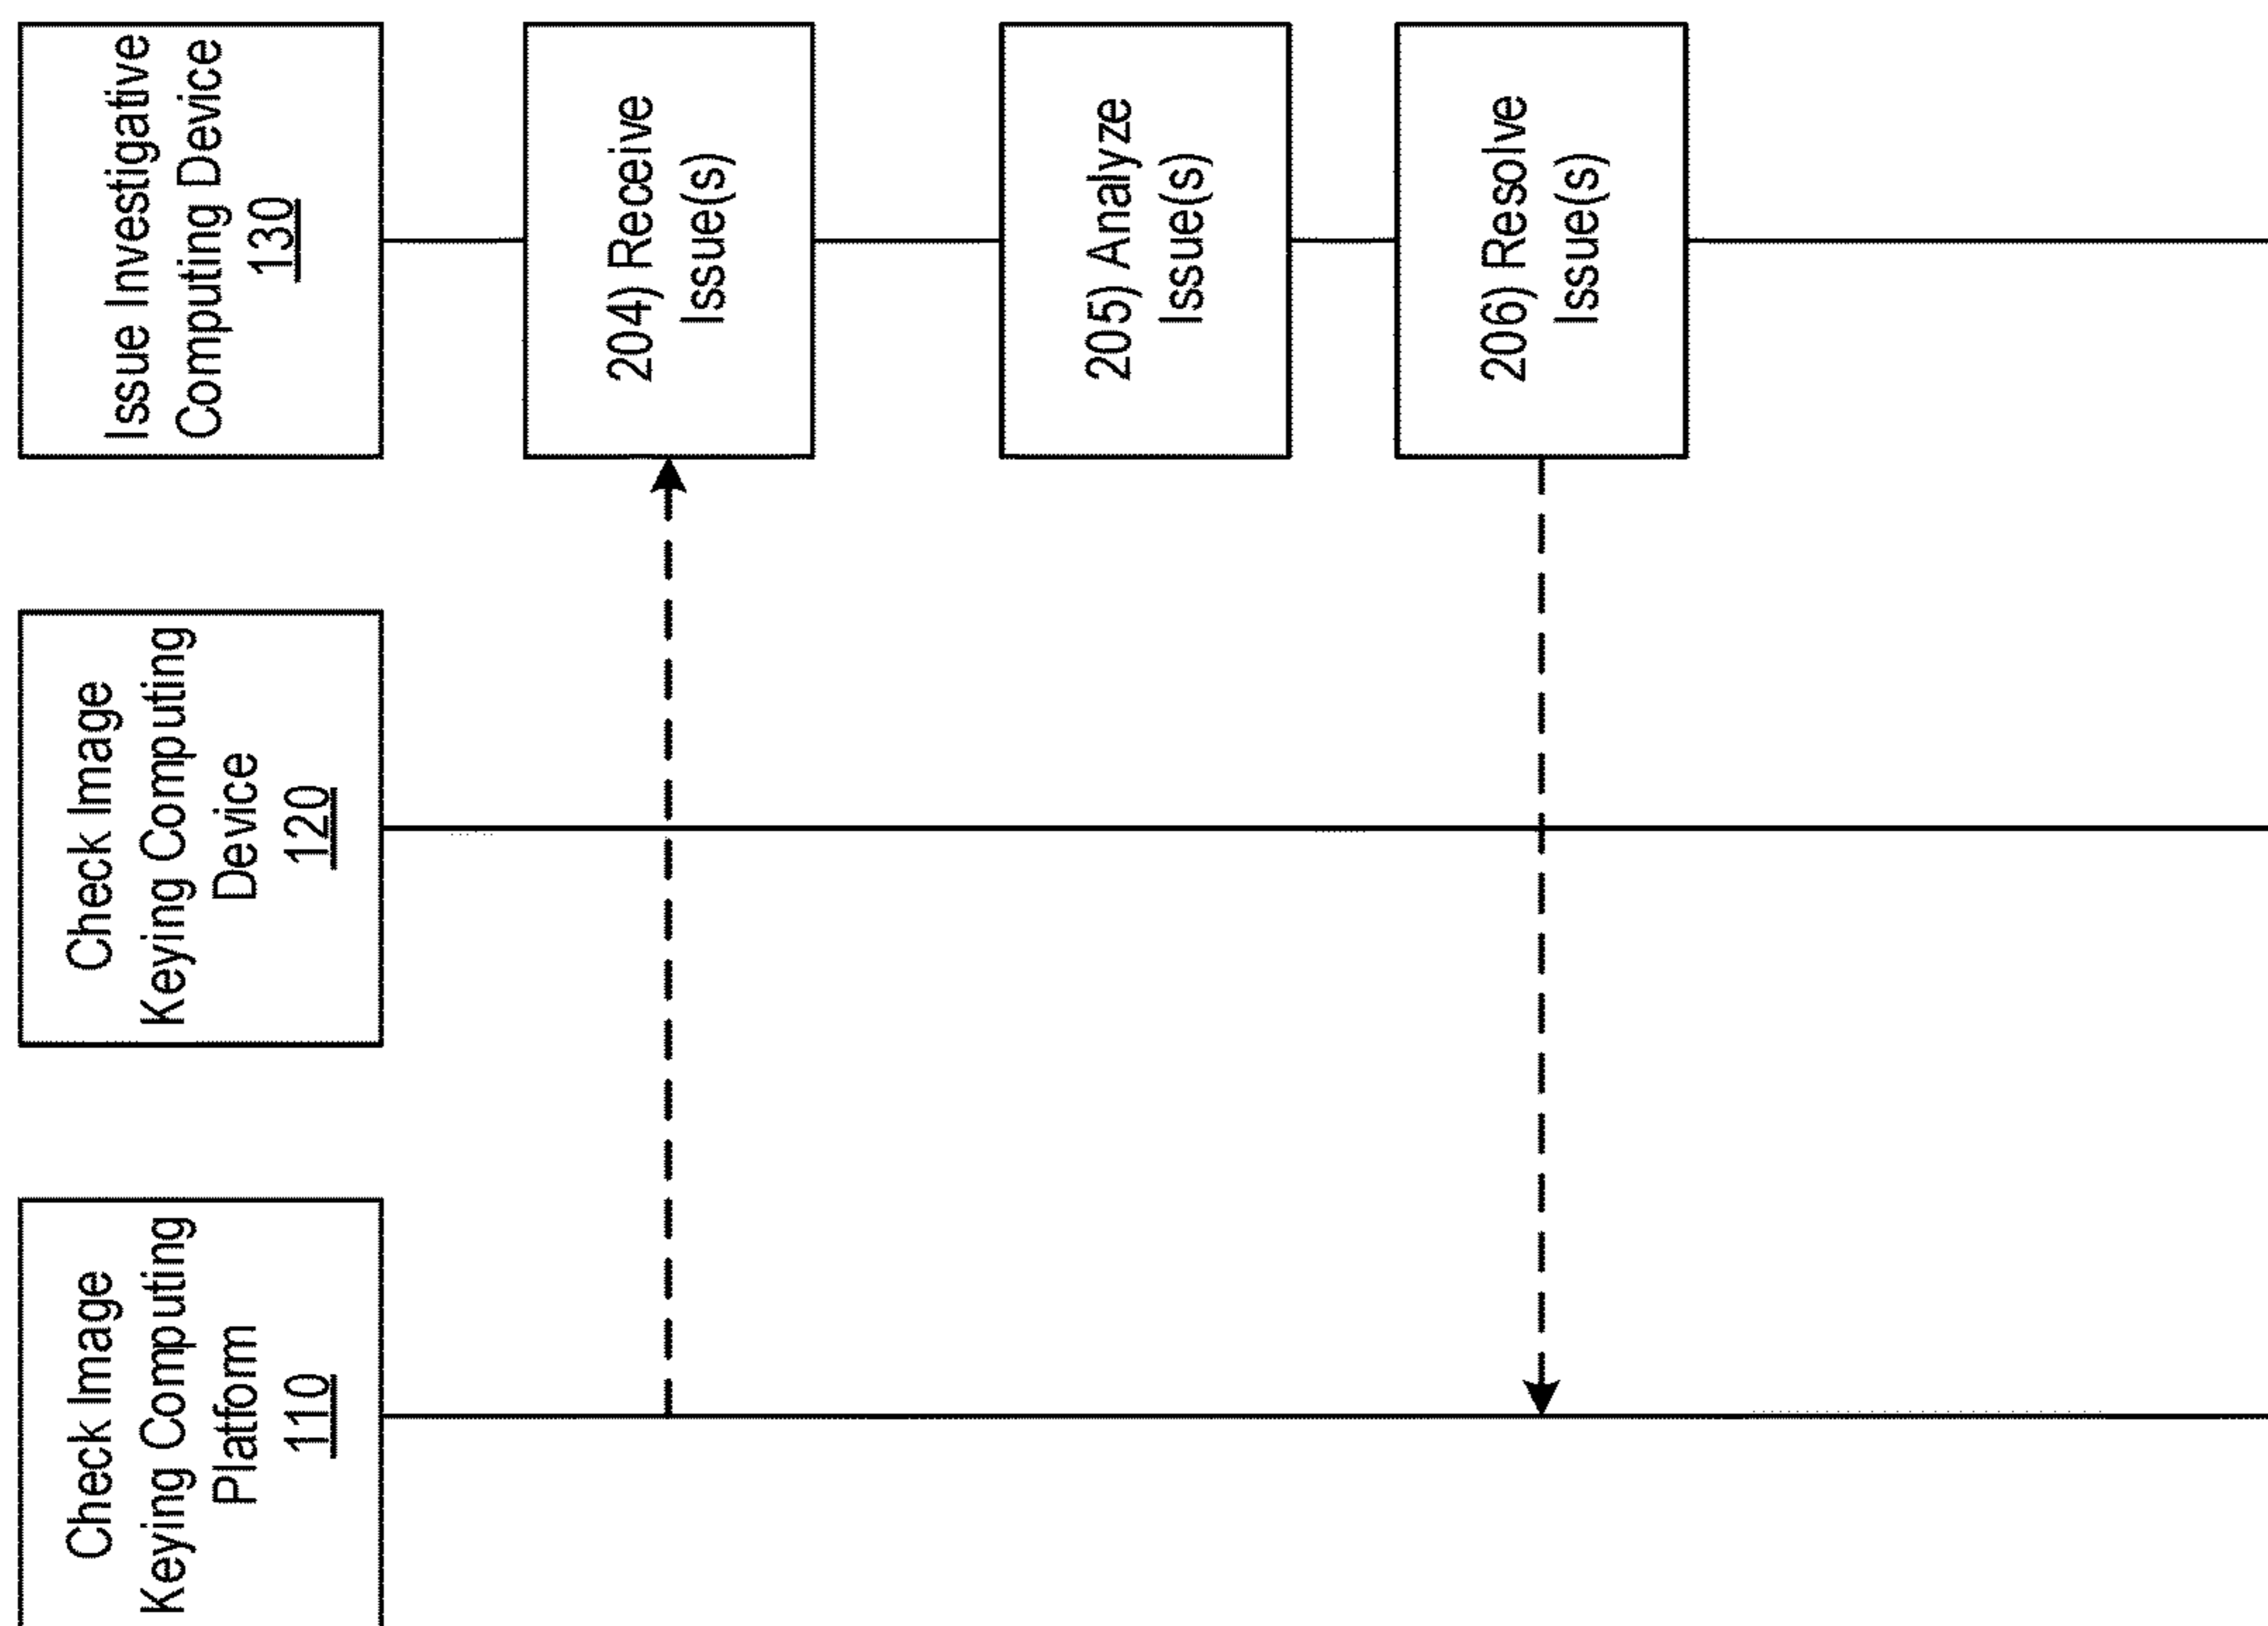 Check Image
Keying Computing
Platform
110
Check Image
Keying Computing
Device
120
Issue Investigative
Computing Device
130
204) Receive
Issue(s)
205) Analyze
Issue(s)
206) Resolve
Issue(s)